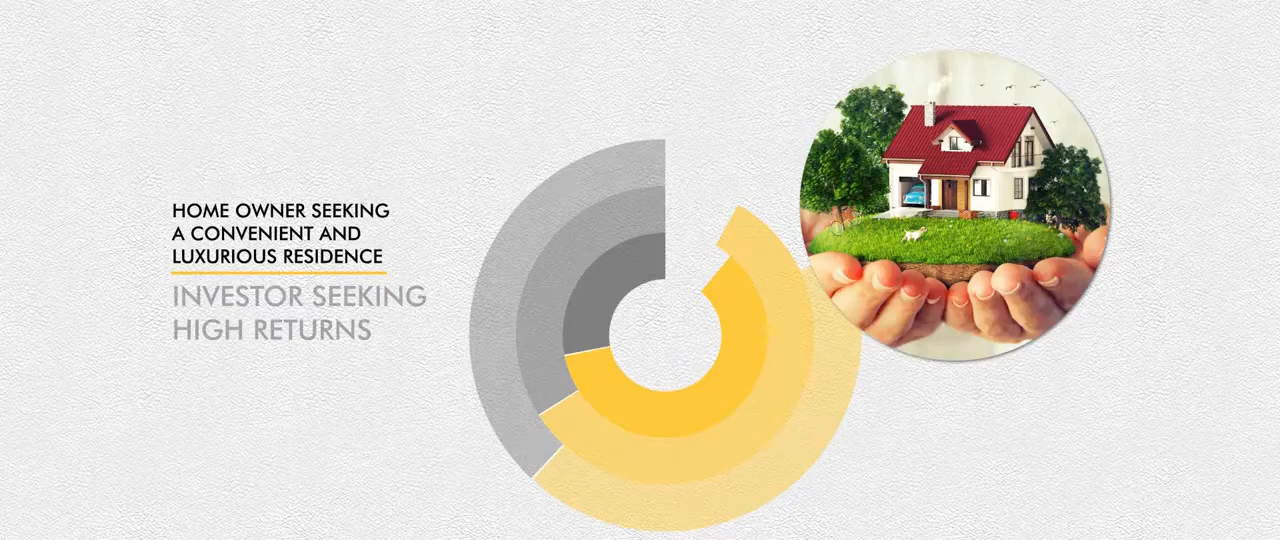 HOME OWNER SEEKING
A CONVENIENT AND
LUXURIOUS RESIDENCE
INVESTOR SEEKING
HIGH RETURNS